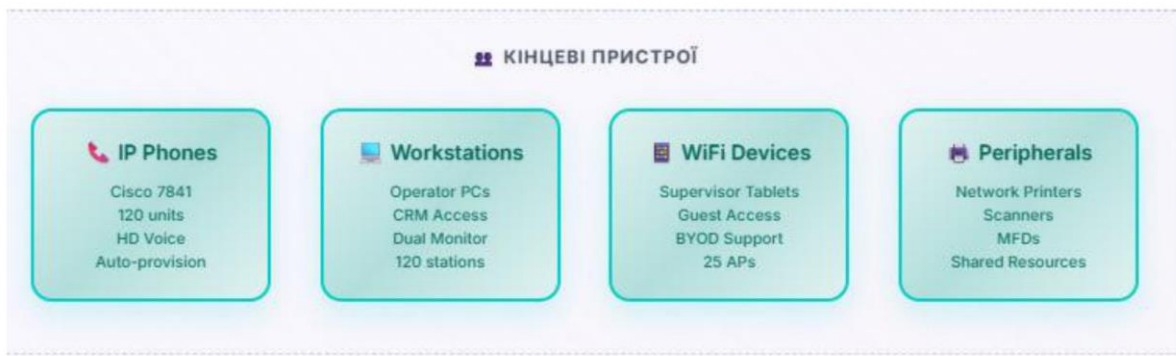 КІНЦЕВІ ПРИСТРОЇ
IP Phones
Cisco 7841
120 units
HD Voice
Auto-provision
Workstations
Operator PCs
CRM Access
Dual Monitor
120 stations
WiFi Devices
Supervisor Tablets
Guest Access
BYOD Support
25 APs
Peripherals
Network Printers
Scanners
MFDs
Shared Resources